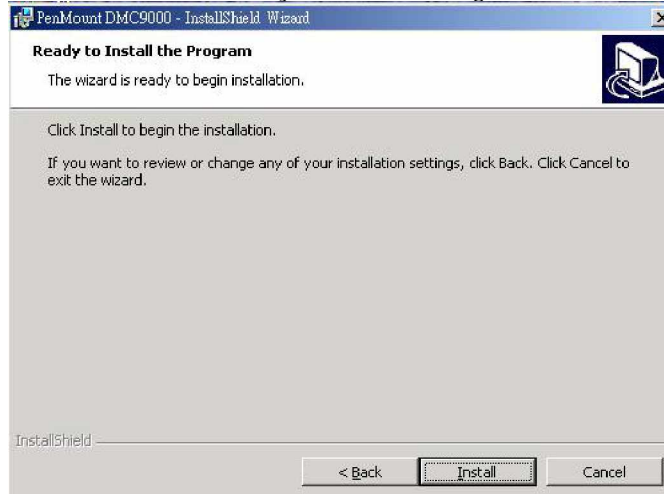 PenMount DMC9000 - InstallShield Wizard
Ready to Install the Program
The wizard is ready to begin installation.
Click Install to begin the installation.
If you want to review or change any of your installation settings, click Back. Click Cancel to
exit the wizard.
InstallShield
< Back
Install
Cancel